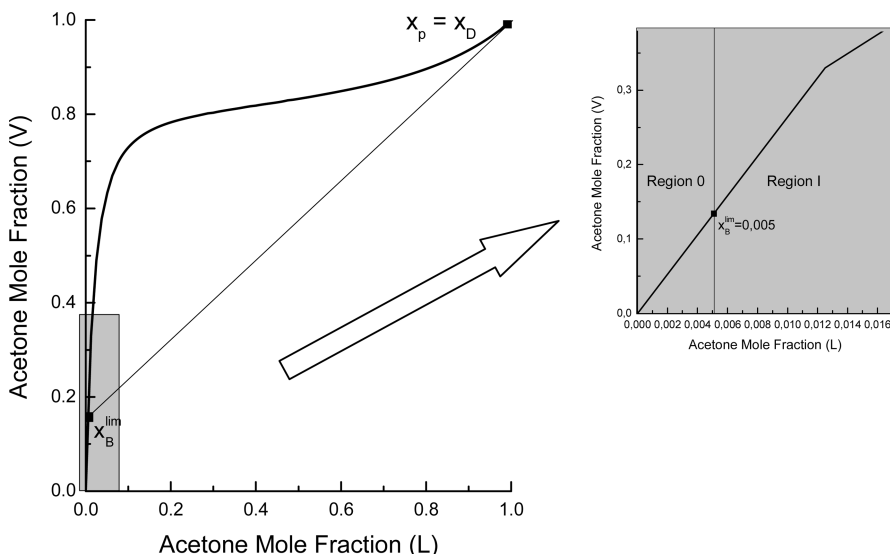 x_p = x_D
1.0
0.8
0.6
0.4
0.2
0.0
Acetone Mole Fraction (V)
x_B^lim
0.0 0.2 0.4 0.6 0.8 1.0
Acetone Mole Fraction (L)
0,3
0,2
0,1
0,0
Acetone Mole Fraction (V)
Region 0
Region I
x_B^lim=0,005
0,000 0,002 0,004 0,006 0,008 0,010 0,012 0,014 0,016
Acetone Mole Fraction (L)